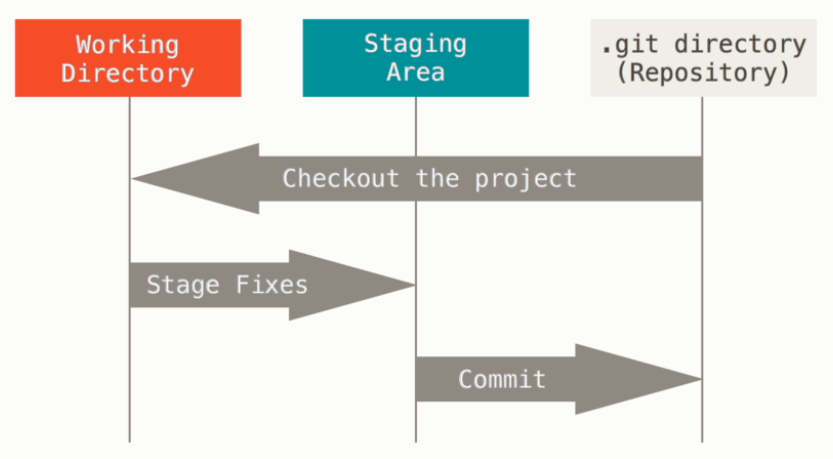 Working
Directory
Staging
Area
.git directory
(Repository)
Checkout the project
Stage Fixes
Commit